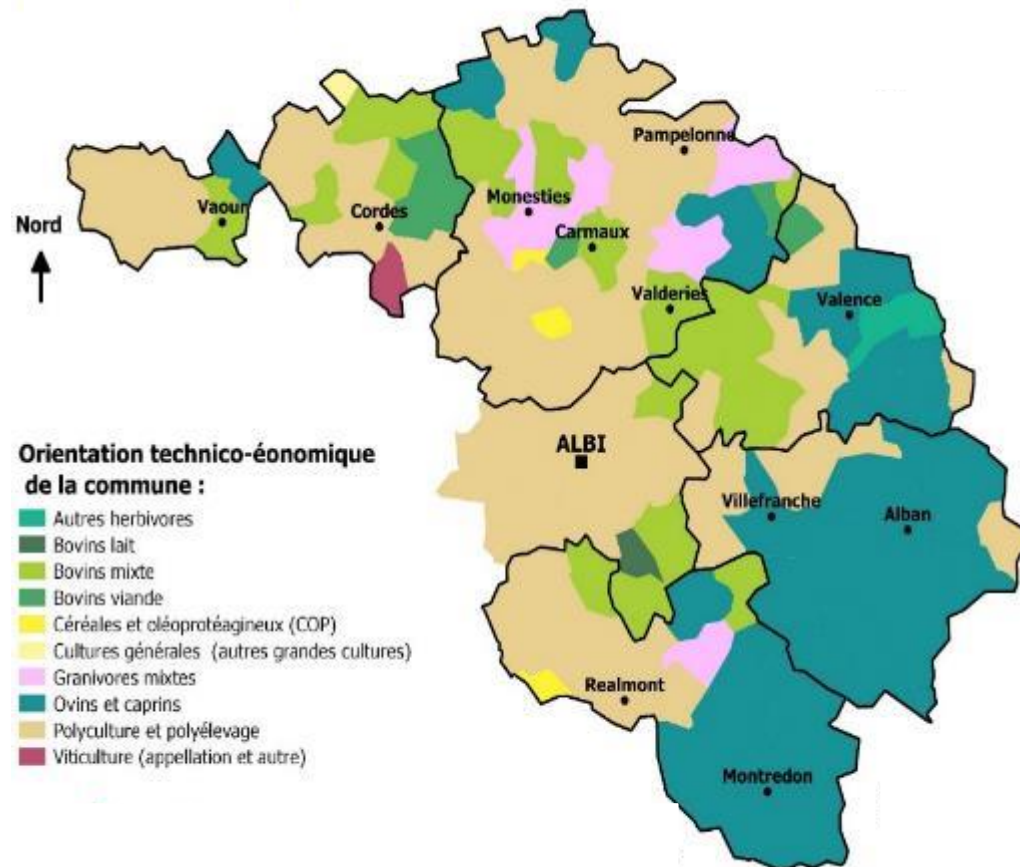 Pampelonne
Nord
Vaour
Cordes
Monesties
Carmaux
Valderies
Valence
ALBI
Villefranche
Alban
Realmont
Montredon
Orientation technico-éonomique
de la commune :
Autres herbivores
Bovins lait
Bovins mixte
Bovins viande
Céréales et oléoprotéagineux (COP)
Cultures générales (autres grandes cultures)
Granivores mixtes
Ovins et caprins
Polyculture et polyélevage
Viticulture (appellation et autre)